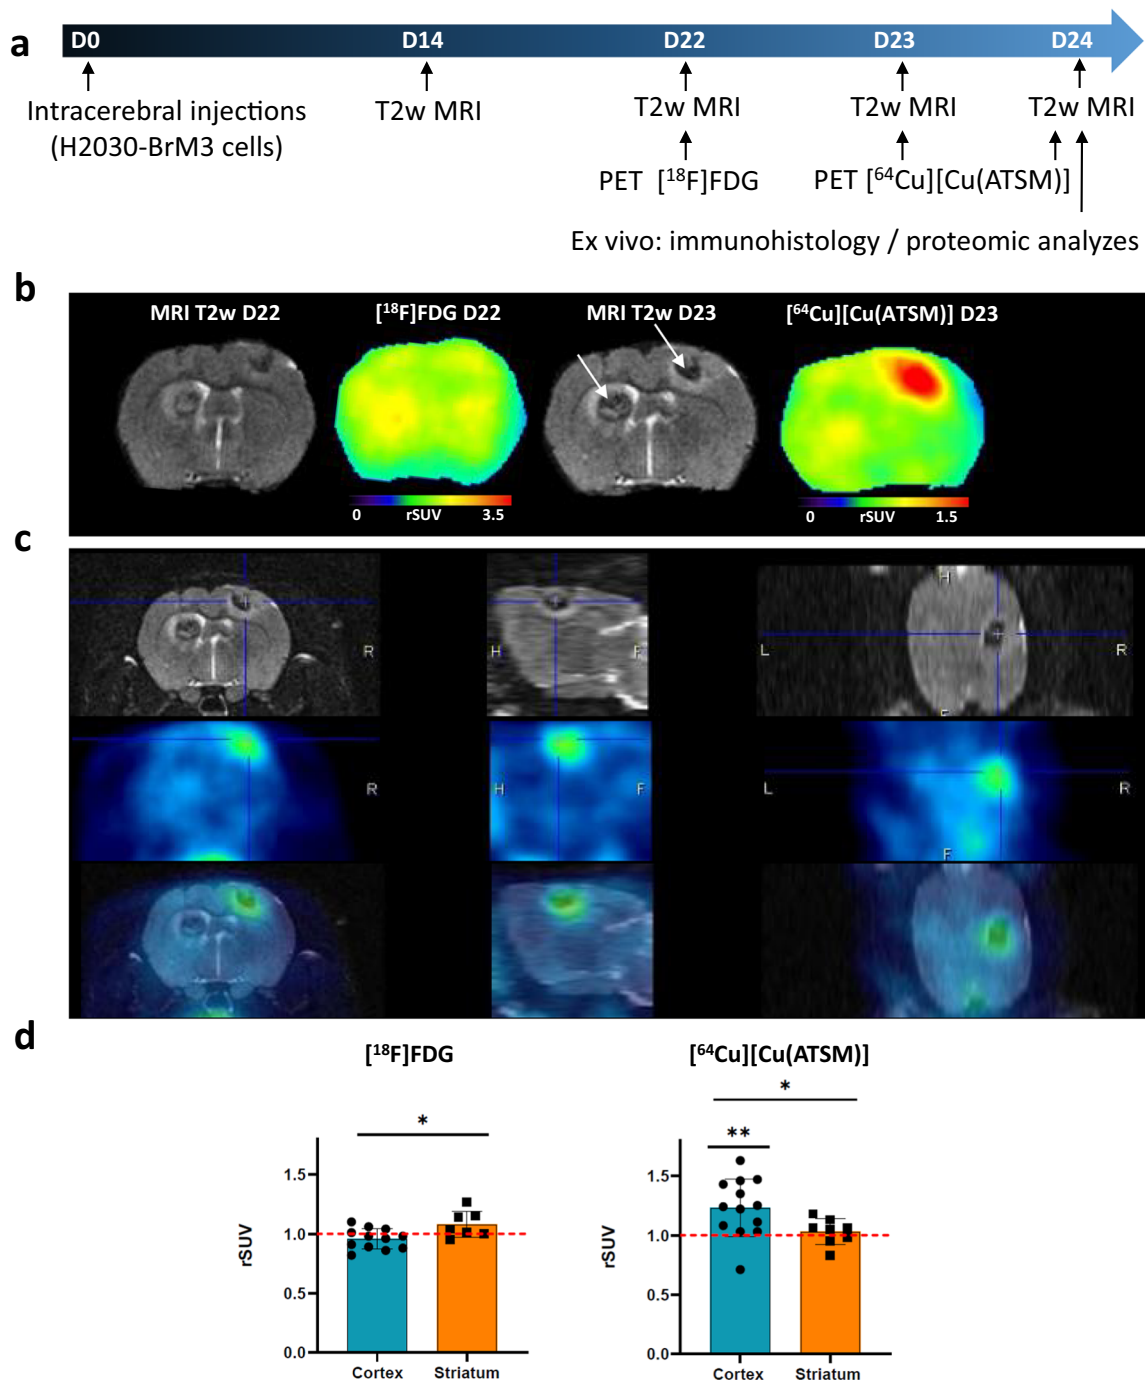 a
D0 D14 D22 D23 D24
Intracerebral injections
(H2030-BrM3 cells)
T2w MRI
T2w MRI
T2w MRI
T2w MRI
PET [18F]FDG
PET [64Cu][Cu(ATSM)]
Ex vivo: immunohistology / proteomic analyzes
b
MRI T2w D22
[18F]FDG D22
MRI T2w D23
[64Cu][Cu(ATSM)] D23
0 rSUV 3.5
0 rSUV 1.5
c
R
H F
H
L R
F
R
H F
L R
F
d
[18F]FDG
*
rSUV
1.5
1.0
0.5
0.0
Cortex Striatum
[64Cu][Cu(ATSM)]
*
**
rSUV
1.5
1.0
0.5
0.0
Cortex Striatum